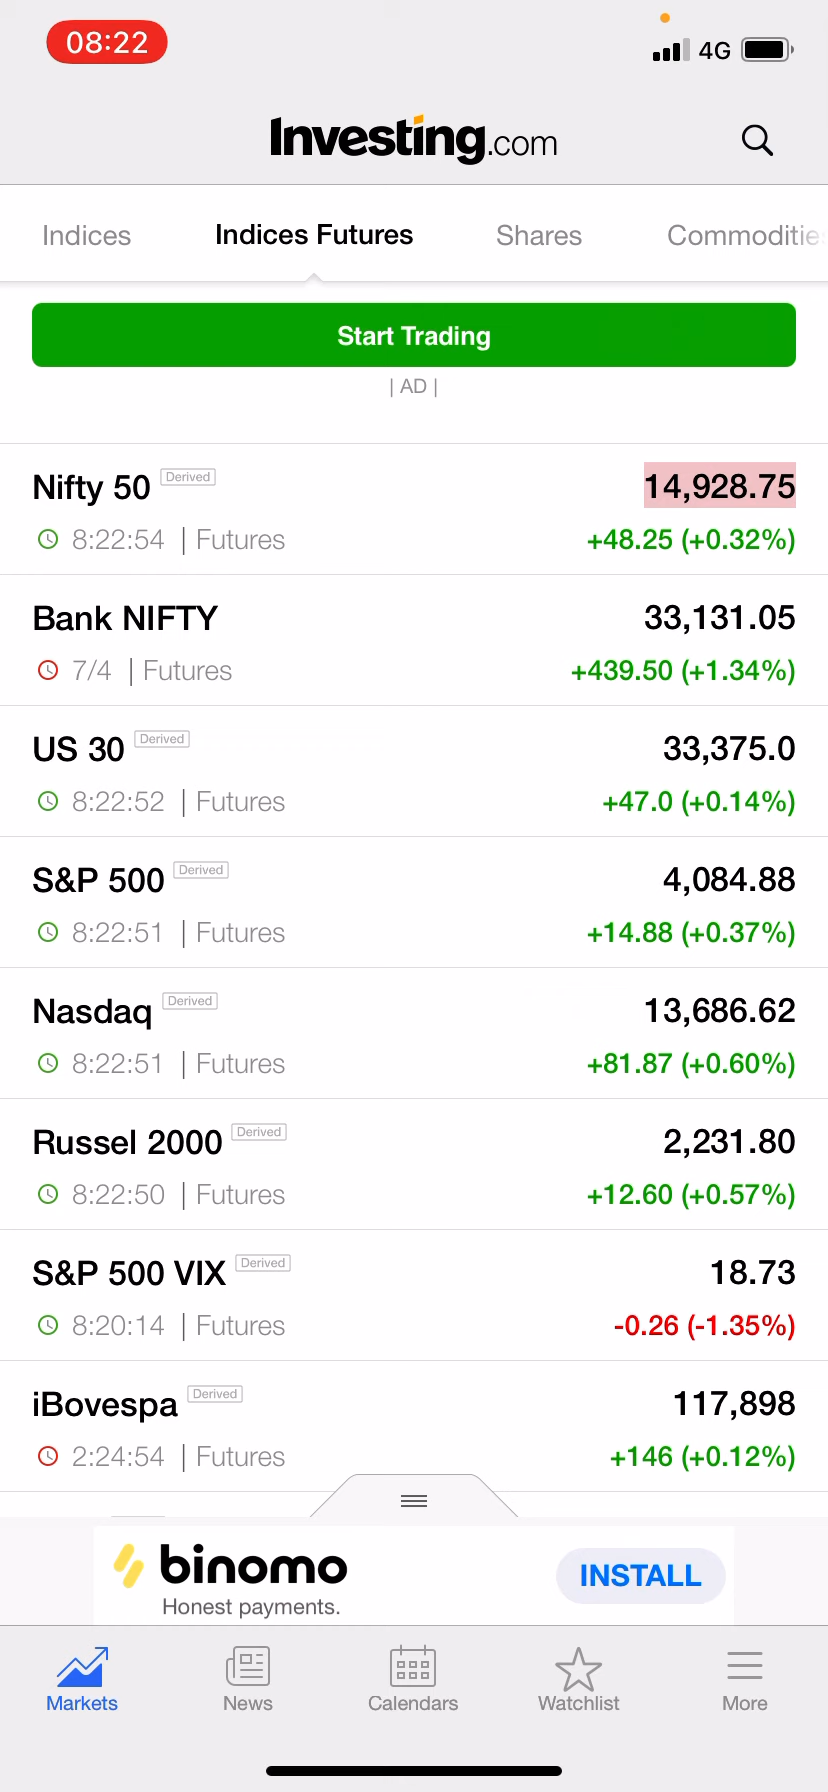 08:22
4G
Investing.com
Indices Indices Futures Shares Commoditie
Start Trading
| AD |
Nifty 50 Derived 14,928.75
8:22:54 | Futures +48.25 (+0.32%)
Bank NIFTY 33,131.05
7/4 | Futures +439.50 (+1.34%)
US 30 Derived 33,375.0
8:22:52 | Futures +47.0 (+0.14%)
S&P 500 Derived 4,084.88
8:22:51 | Futures +14.88 (+0.37%)
Nasdaq Derived 13,686.62
8:22:51 | Futures +81.87 (+0.60%)
Russel 2000 Derived 2,231.80
8:22:50 | Futures +12.60 (+0.57%)
S&P 500 VIX Derived 18.73
8:20:14 | Futures -0.26 (-1.35%)
iBovespa Derived 117,898
2:24:54 | Futures +146 (+0.12%)
binomo INSTALL
Honest payments.
Markets News Calendars Watchlist More